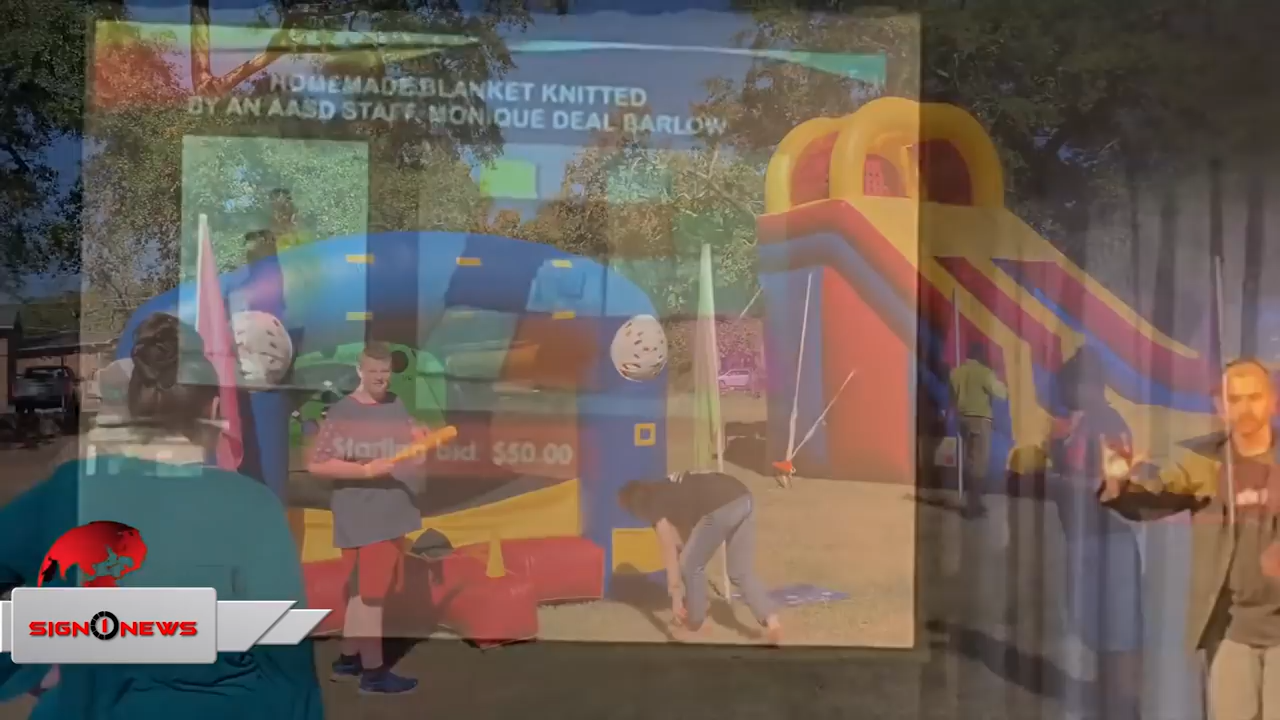 HOMEMADE BLANKET KNITTED
BY AN AASD STAFF, MONIQUE DEAL BARLOW
Starting bid: $50.00
SIGN1NEWS